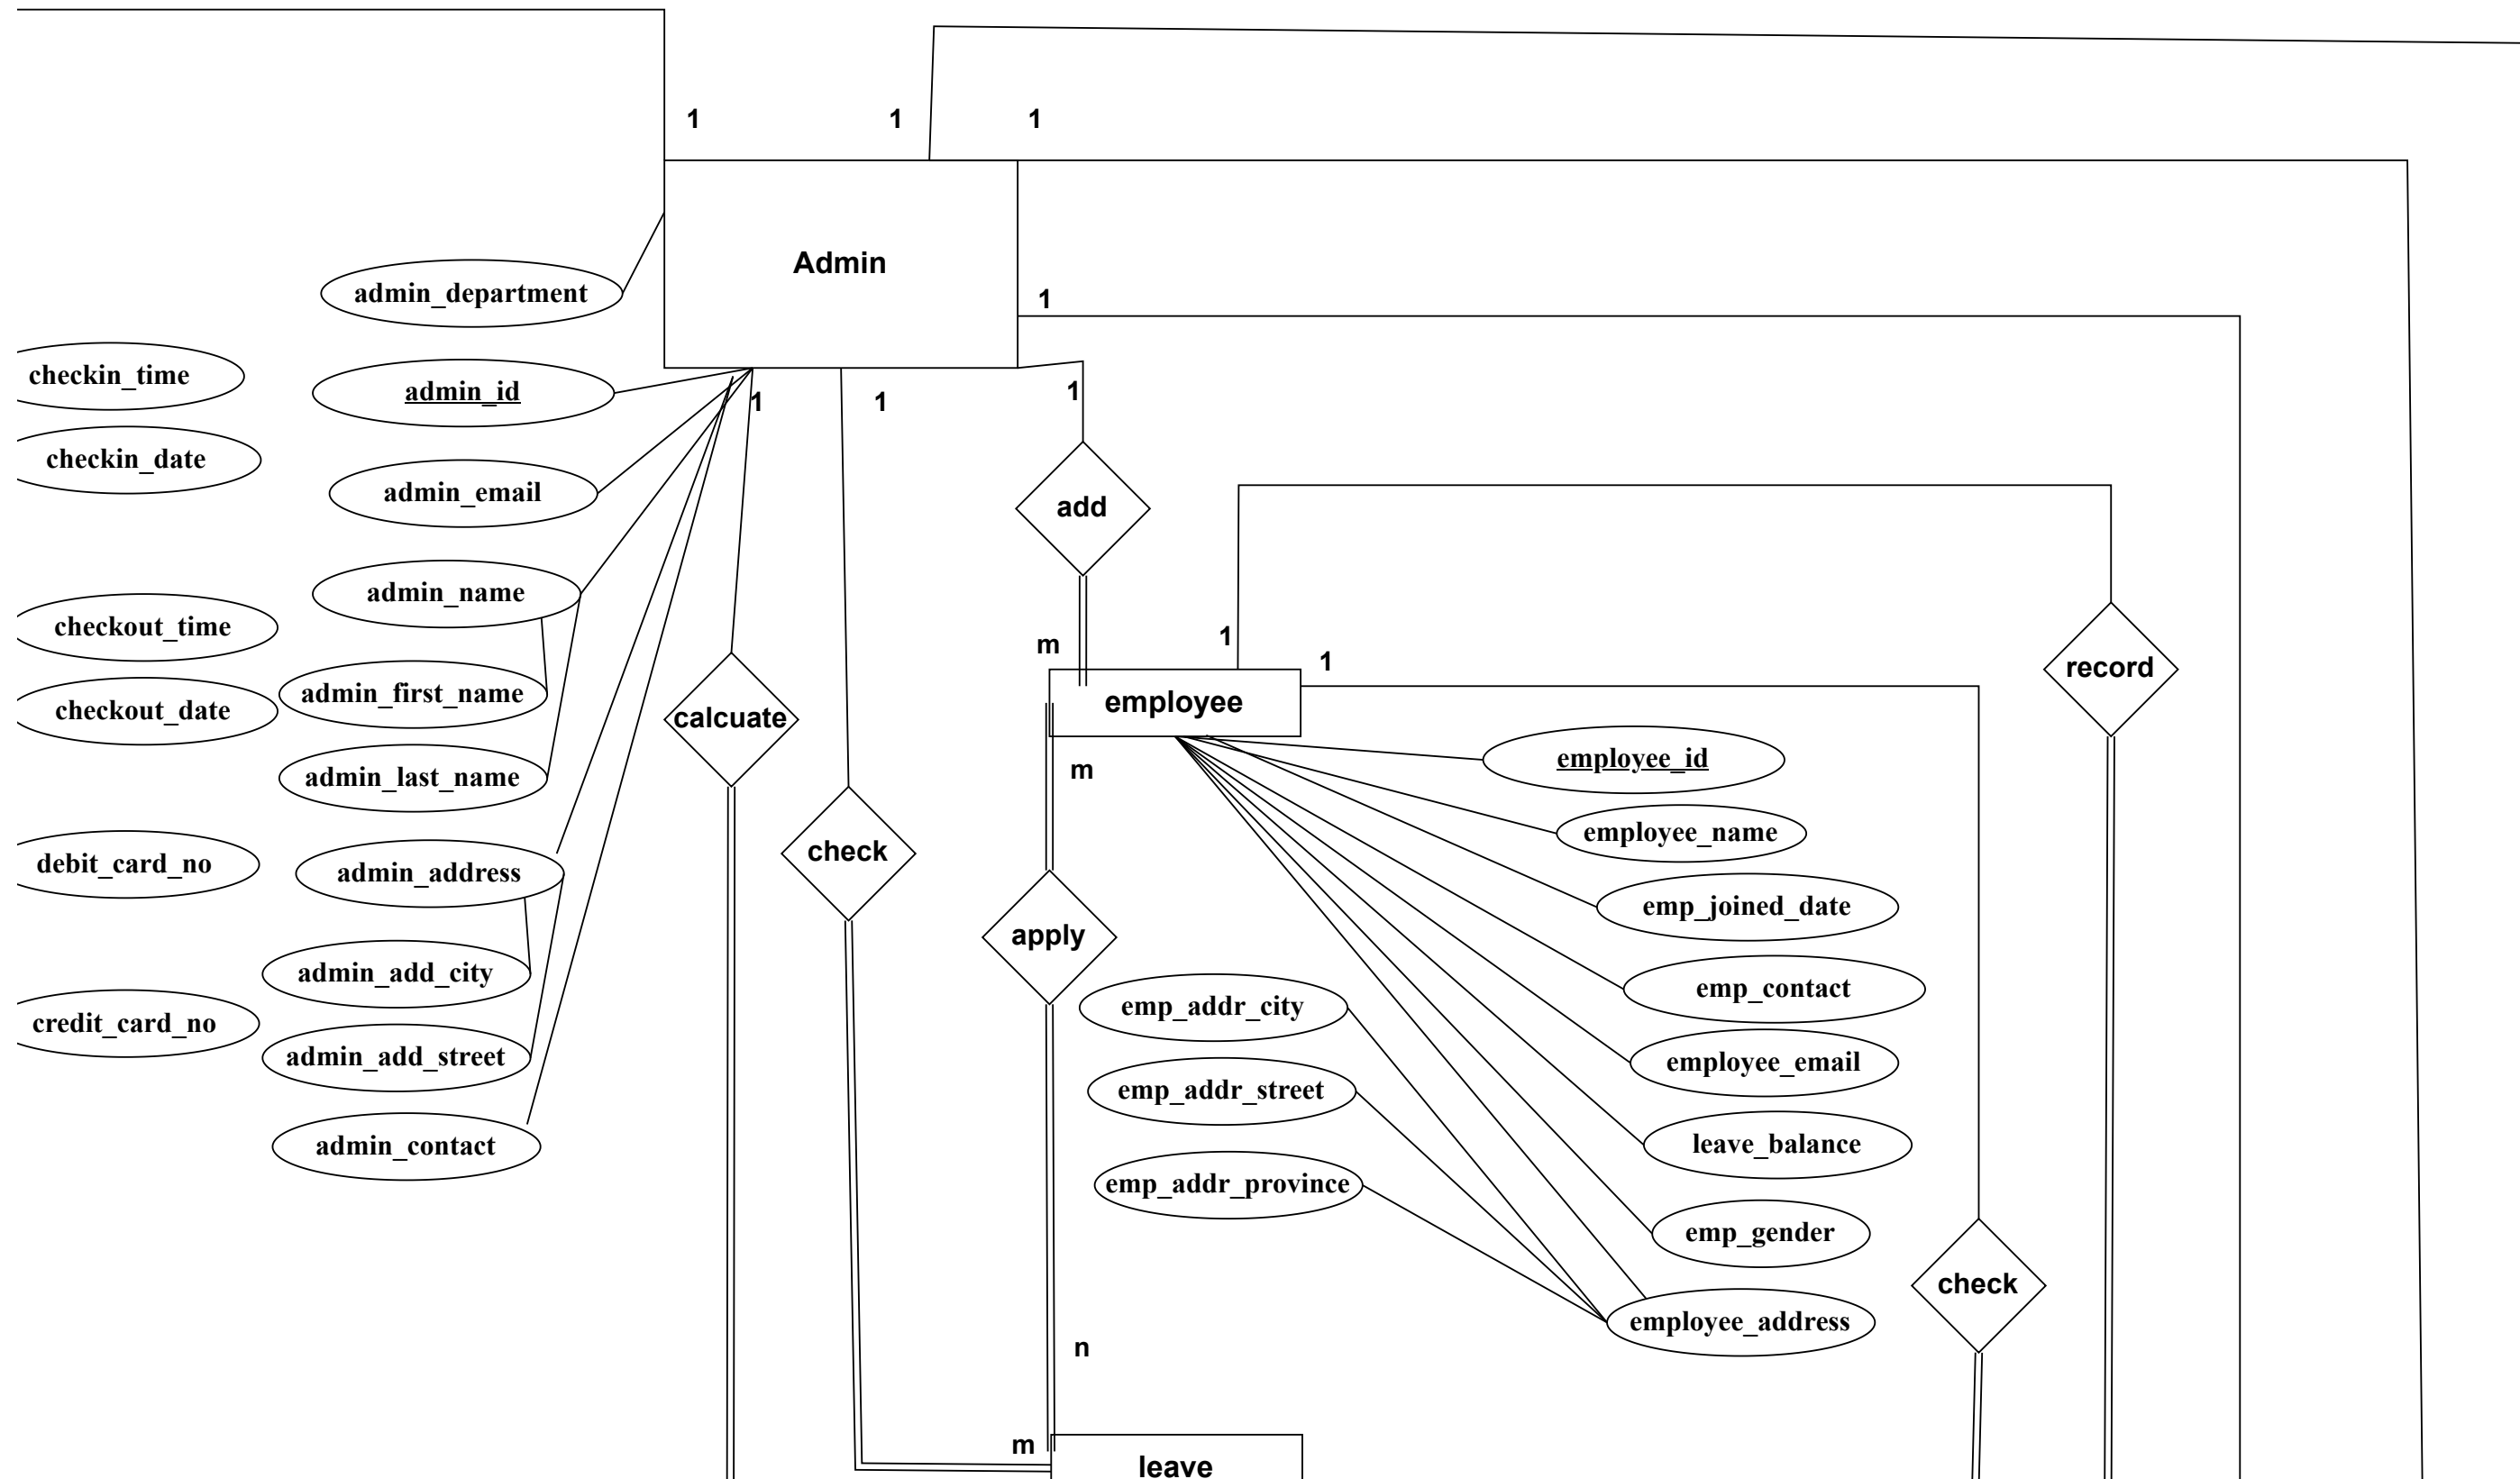 1
1
1
Admin
admin_department
1
checkin_time
admin_id
1
1
1
checkin_date
admin_email
add
admin_name
checkout_time
m
1
1
record
admin_first_name
checkout_date
calcuate
employee
admin_last_name
m
employee_id
employee_name
debit_card_no
admin_address
check
apply
emp_joined_date
admin_add_city
emp_contact
credit_card_no
emp_addr_city
admin_add_street
employee_email
emp_addr_street
admin_contact
leave_balance
emp_addr_province
emp_gender
check
employee_address
n
m
leave